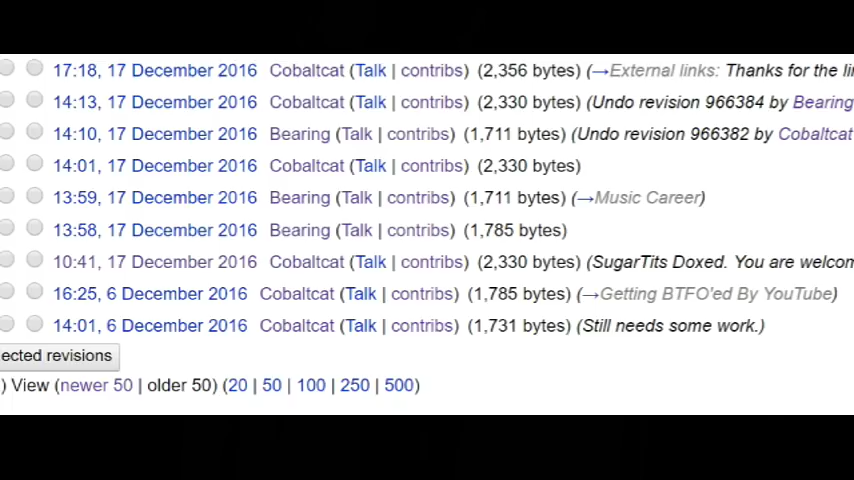 17:18, 17 December 2016 Cobaltcat (Talk | contribs) (2,356 bytes) (→External links: Thanks for the
14:13, 17 December 2016 Cobaltcat (Talk | contribs) (2,330 bytes) (Undo revision 966384 by Bearing
14:10, 17 December 2016 Bearing (Talk | contribs) (1,711 bytes) (Undo revision 966382 by Cobaltcat
14:01, 17 December 2016 Cobaltcat (Talk | contribs) (2,330 bytes)
13:59, 17 December 2016 Bearing (Talk | contribs) (1,711 bytes) (→Music Career)
13:58, 17 December 2016 Bearing (Talk | contribs) (1,785 bytes)
10:41, 17 December 2016 Cobaltcat (Talk | contribs) (2,330 bytes) (SugarTits Doxed. You are welcom
16:25, 6 December 2016 Cobaltcat (Talk | contribs) (1,785 bytes) (→Getting BTFO'ed By YouTube)
14:01, 6 December 2016 Cobaltcat (Talk | contribs) (1,731 bytes) (Still needs some work.)
ected revisions
) View (newer 50 | older 50) (20 | 50 | 100 | 250 | 500)